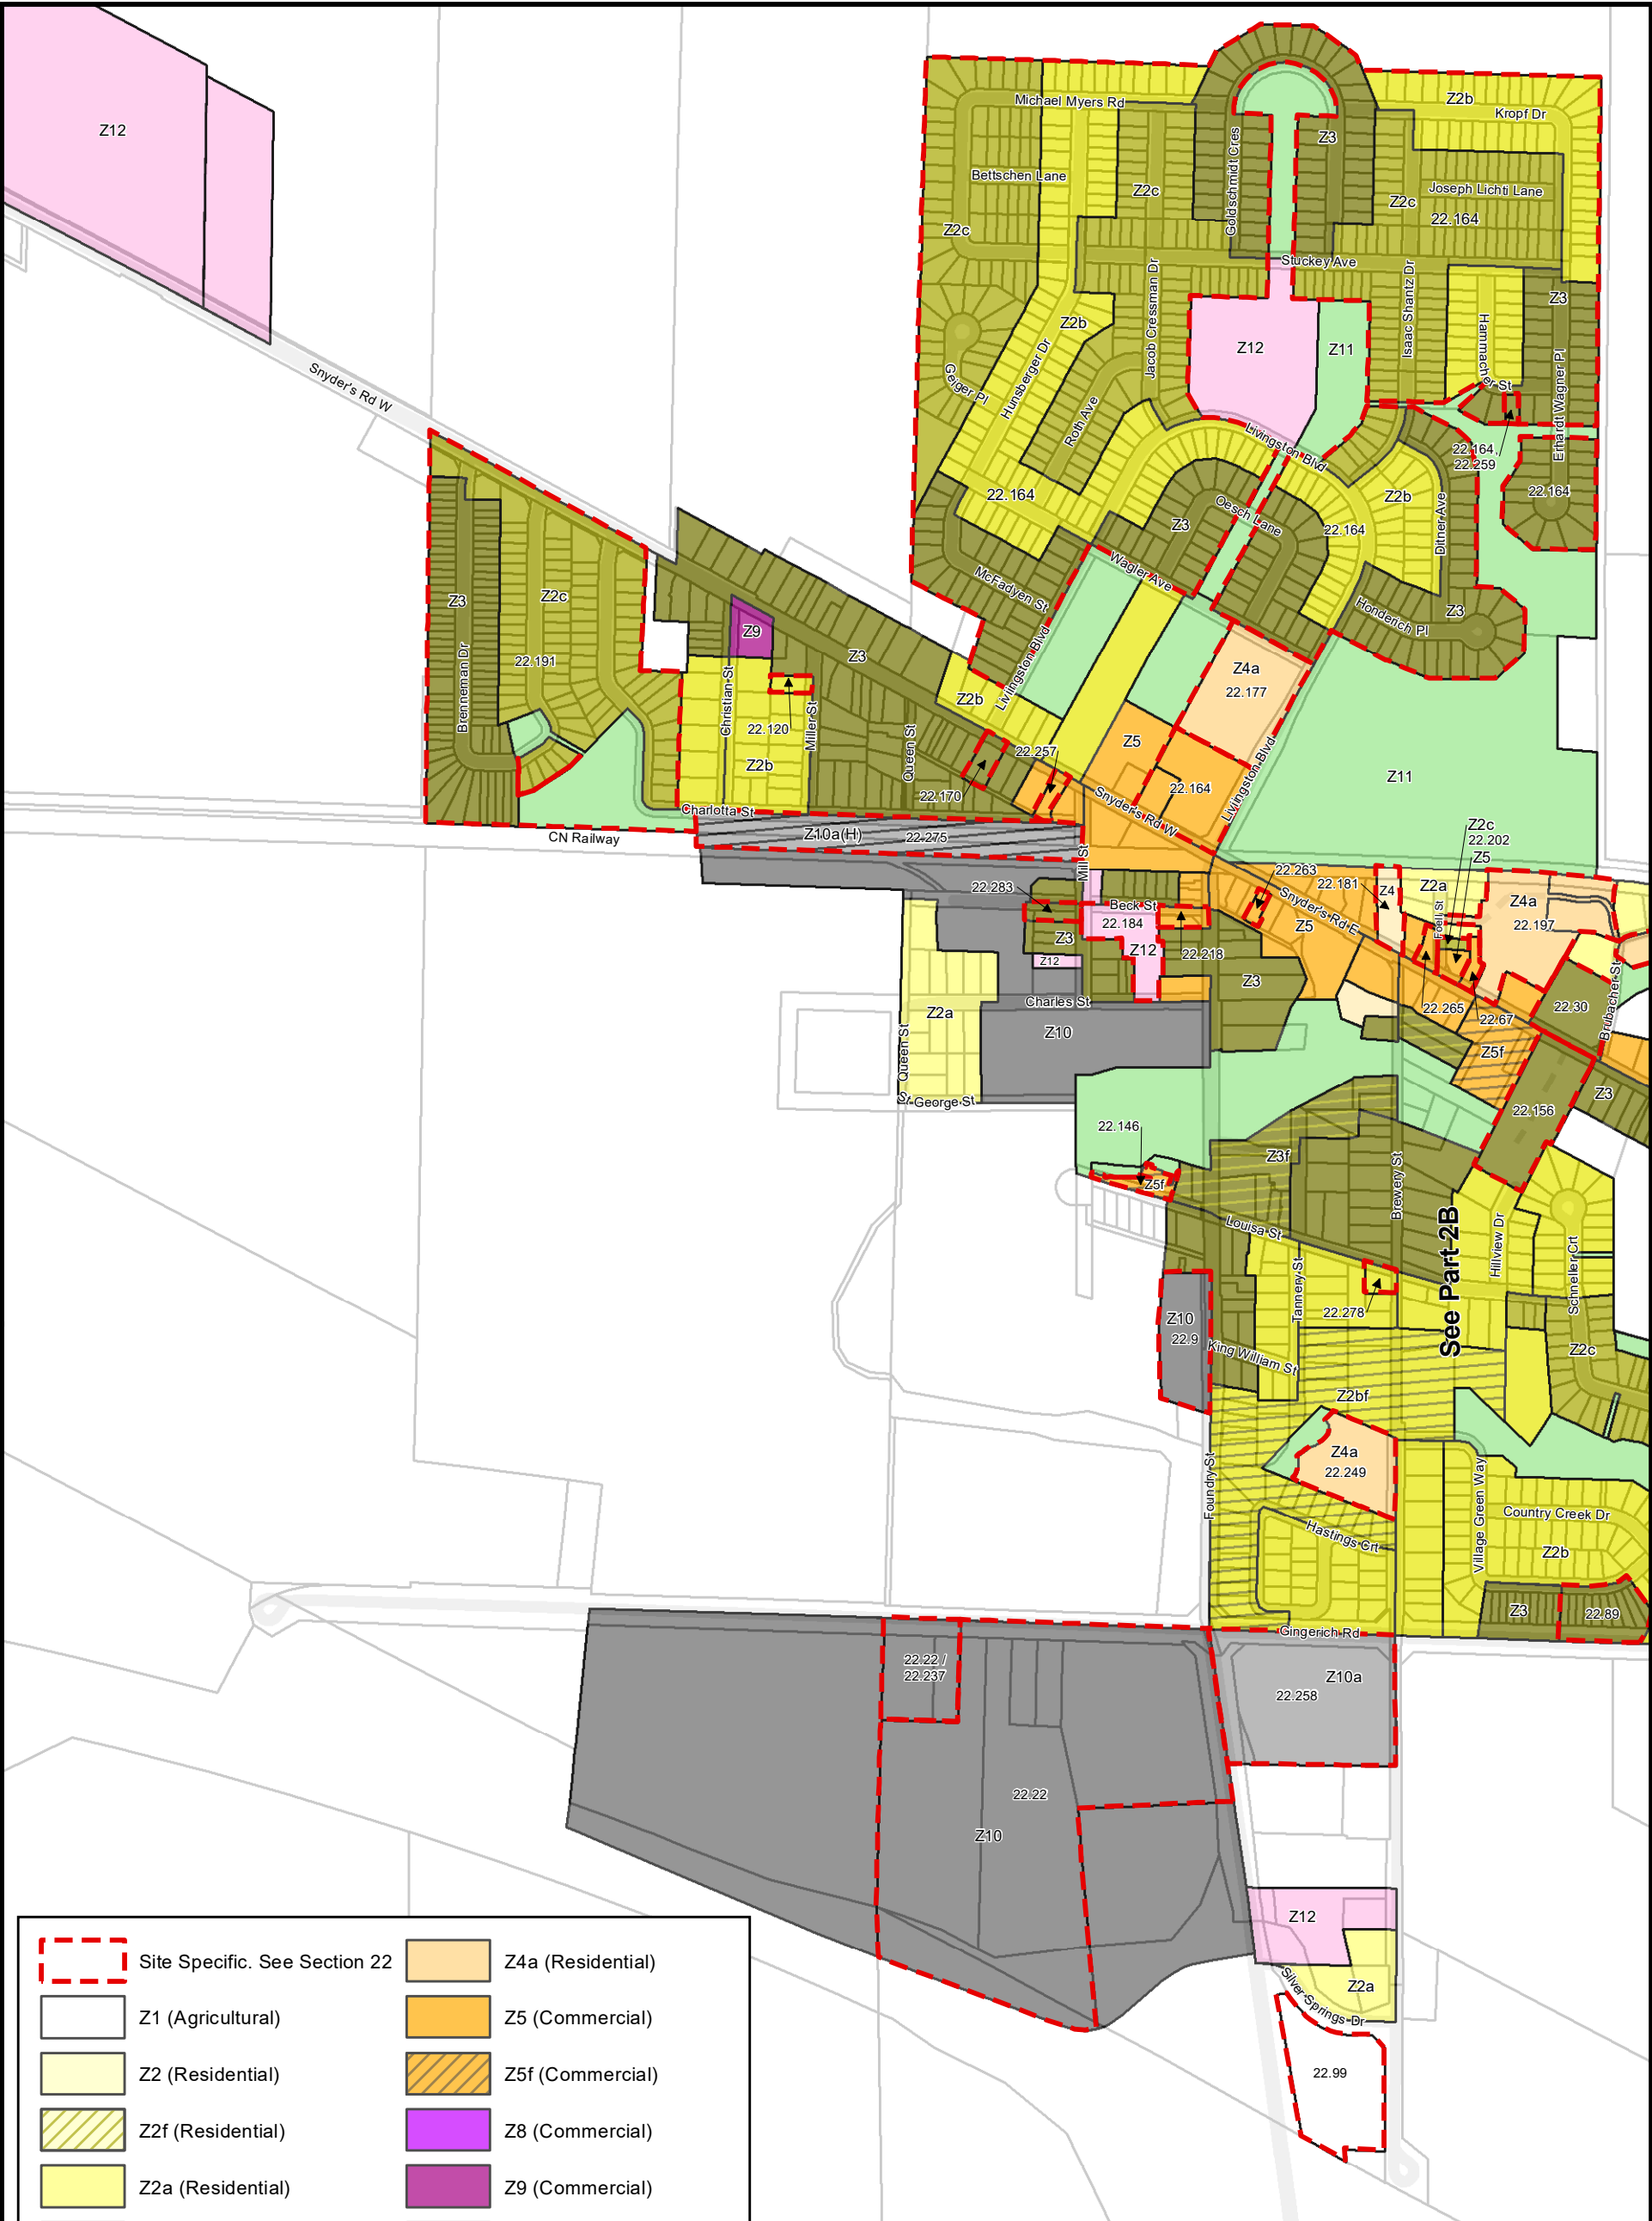 Z12
Snyder's Rd W
Michael Myers Rd
Z2b
Kropf Dr
Goldschmidt Cres
Z3
Bettschen Lane
Z2c
Z2c
Joseph Lichti Lane
22.164
Z2c
Stuckey Ave
Jacob Cressman Dr
Isaac Shantz Dr
Z3
Z2b
Hammacher St
Z12
Z11
Erhardt Wagner Pl
Geiger Pl
Hunsberger Dr
Roth Ave
Livingston Blvd
22.164,
22.259
22.164
22.164
Z2b
Z3
Oesch Lane
22.164
Ditner Ave
Wagler Ave
McFadyen St
Honderich Pl
Z3
Z3
Z2c
Z9
Z3
22.191
Brenneman Dr
Christian St
22.120
Miller St
Z2b
Queen St
Z2b
Livingston Blvd
Z4a
22.177
Z5
22.257
22.170
22.164
Livingston Blvd
Z11
Snyder's Rd W
Charlotta St
CN Railway
Z10a(H)
22.275
Mill St
Z2c
22.202
Z5
22.263
22.181
Z4
Z2a
Z4a
22.197
22.283
Beck St
22.184
Snyder's Rd E
Z5
Foell St
Z3
Z12
Z12
22.218
Z3
22.265
22.67
22.30
Brubacher St
Charles St
Z2a
Z10
Queen St
St George St
Z5f
22.156
Z3
22.146
Z5f
Z3f
Brewery St
Louisa St
See Part 2B
Hillview Dr
Schneller Crt
Tannery St
22.278
Z10
22.9
King William St
Z2c
Z2bf
Z4a
22.249
Foundry St
Village Green Way
Country Creek Dr
Hastings Crt
Z2b
Z3
22.89
Gingerich Rd
22.22 /
22.237
Z10a
22.258
22.22
Z10
Z12
Z2a
Silver Springs Dr
22.99
Site Specific. See Section 22
Z1 (Agricultural)
Z2 (Residential)
Z2f (Residential)
Z2a (Residential)
Z4a (Residential)
Z5 (Commercial)
Z5f (Commercial)
Z8 (Commercial)
Z9 (Commercial)